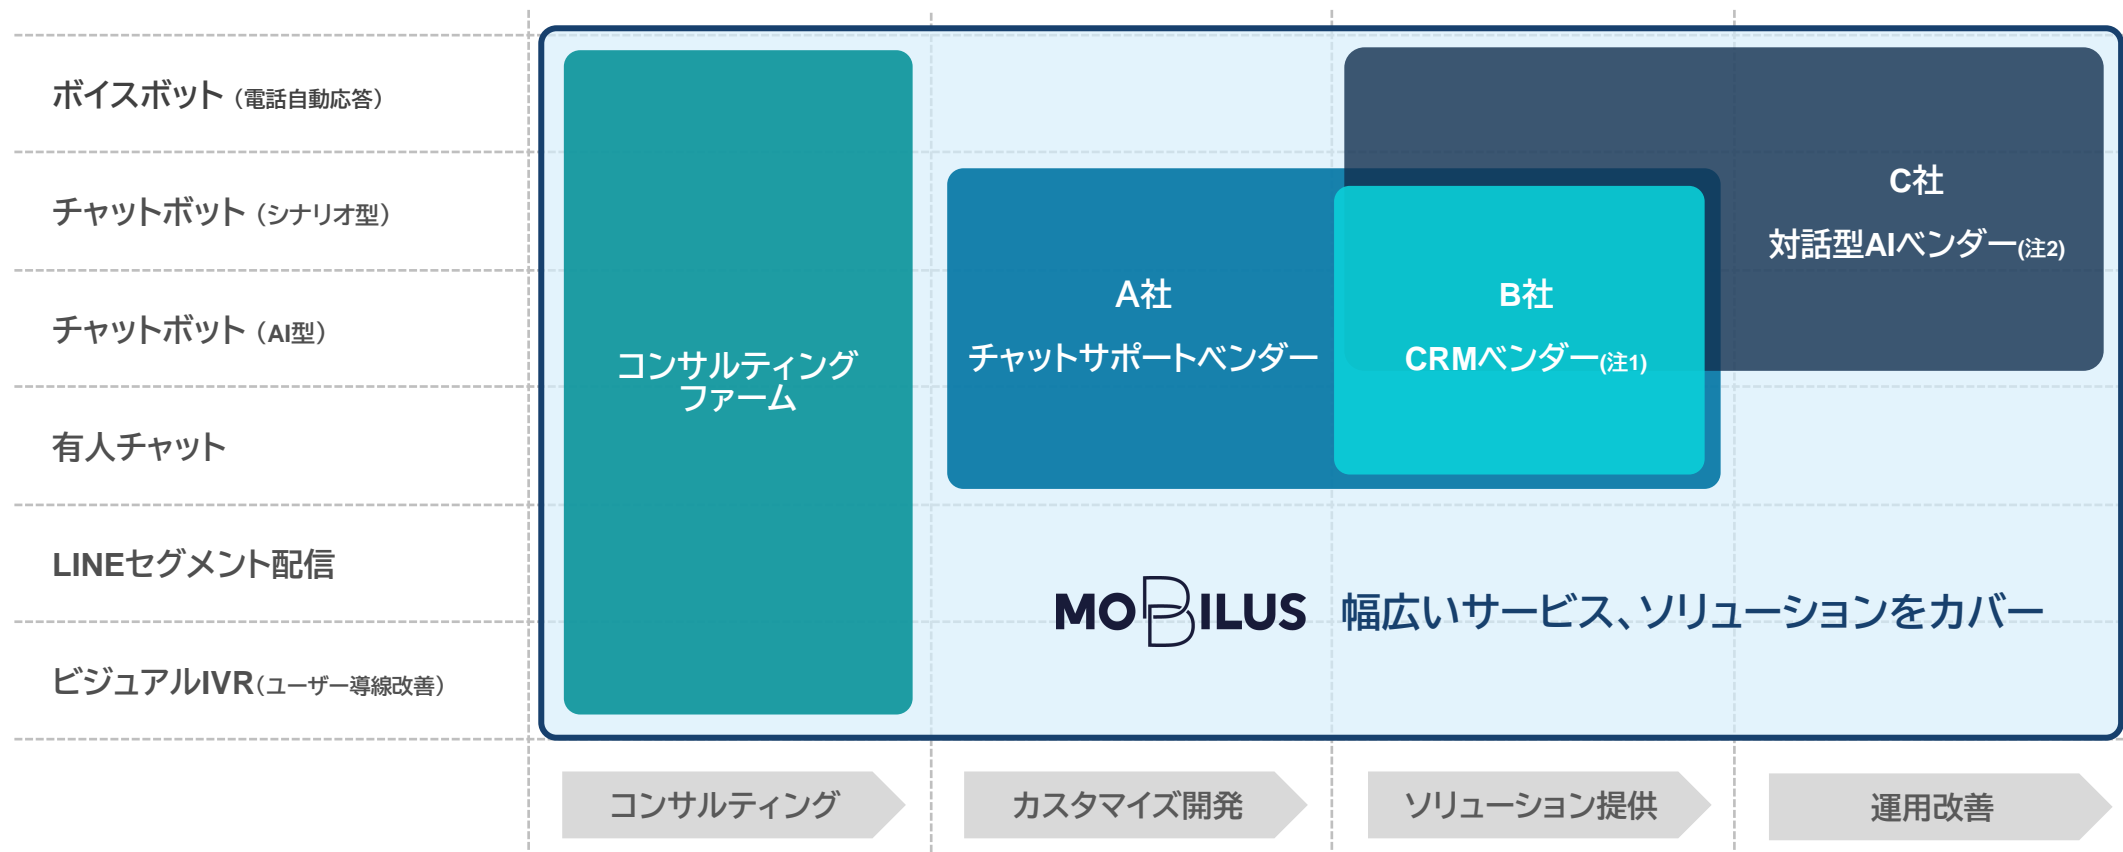 ボイスボット（電話自動応答）
チャットボット（シナリオ型）
チャットボット（AI型）
有人チャット
LINEセグメント配信
ビジュアルIVR（ユーザー導線改善）
コンサルティング
ファーム
A社
チャットサポートベンダー
B社
CRMベンダー(注1)
C社
対話型AIベンダー(注2)
MOBILUS 幅広いサービス、ソリューションをカバー
コンサルティング
カスタマイズ開発
ソリューション提供
運用改善